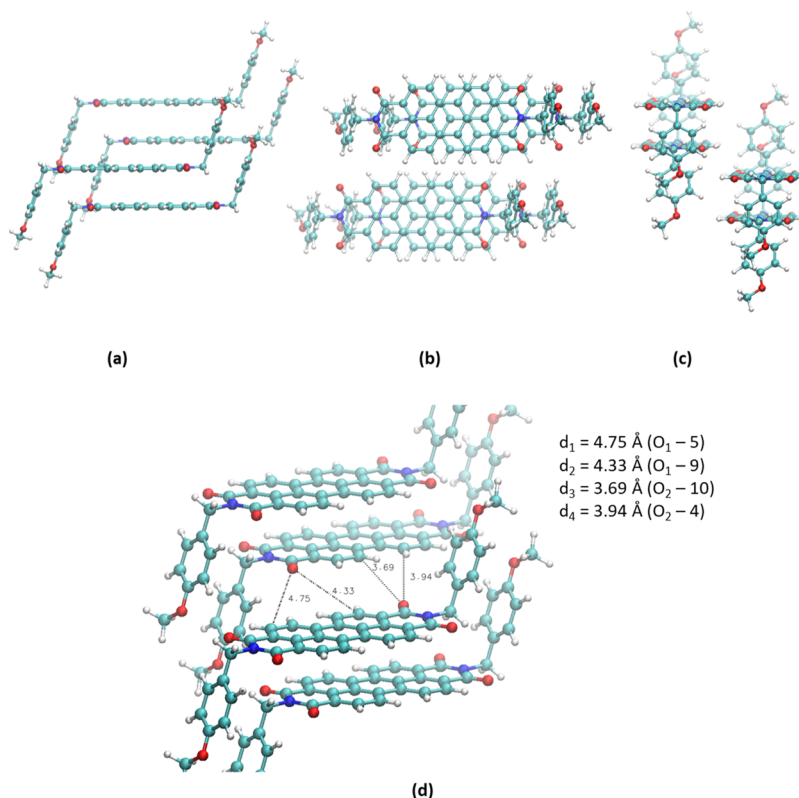 (a)
(b)
(c)
d₁ = 4.75 Å (O₁ – 5)
d₂ = 4.33 Å (O₁ – 9)
d₃ = 3.69 Å (O₂ – 10)
d₄ = 3.94 Å (O₂ – 4)
3.69
3.94
4.75
4.33
(d)